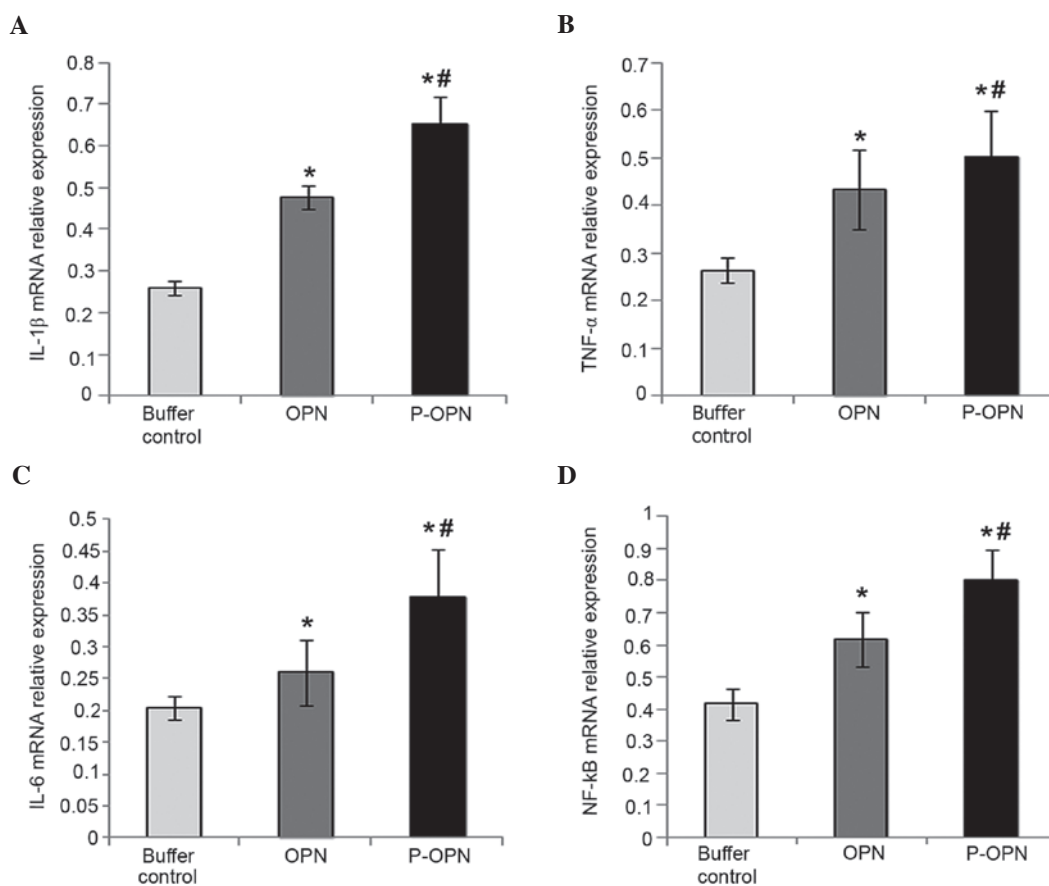 A
IL-1β mRNA relative expression
0.8
0.7
0.6
0.5
0.4
0.3
0.2
0.1
0
*
*#
Buffer control
OPN
P-OPN
B
TNF-α mRNA relative expression
0.7
0.6
0.5
0.4
0.3
0.2
0.1
0
*
*#
Buffer control
OPN
P-OPN
C
IL-6 mRNA relative expression
0.5
0.45
0.4
0.35
0.3
0.25
0.2
0.15
0.1
0.05
0
*
*#
Buffer
control
OPN
P-OPN
D
NF-kB mRNA relative expression
1
0.9
0.8
0.7
0.6
0.5
0.4
0.3
0.2
0.1
0
*
*#
Buffer
control
OPN
P-OPN